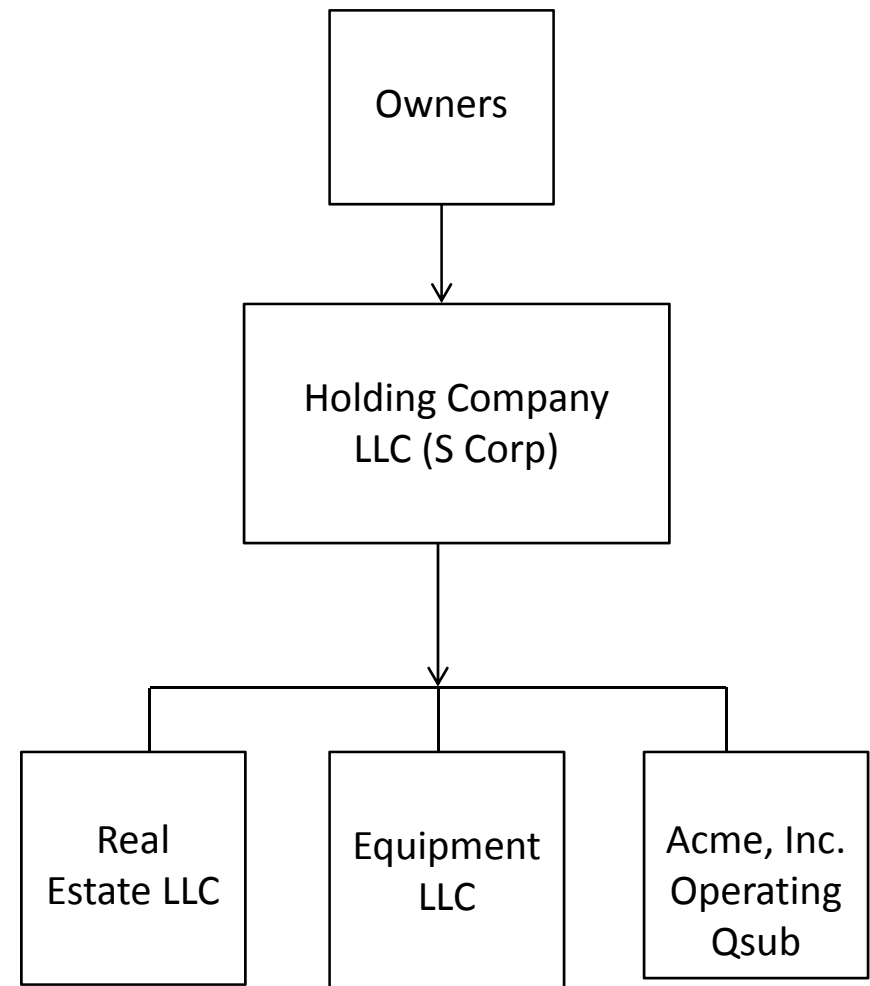 Owners
Holding Company
LLC (S Corp)
Real
Estate LLC
Equipment
LLC
Acme, Inc.
Operating
Qsub